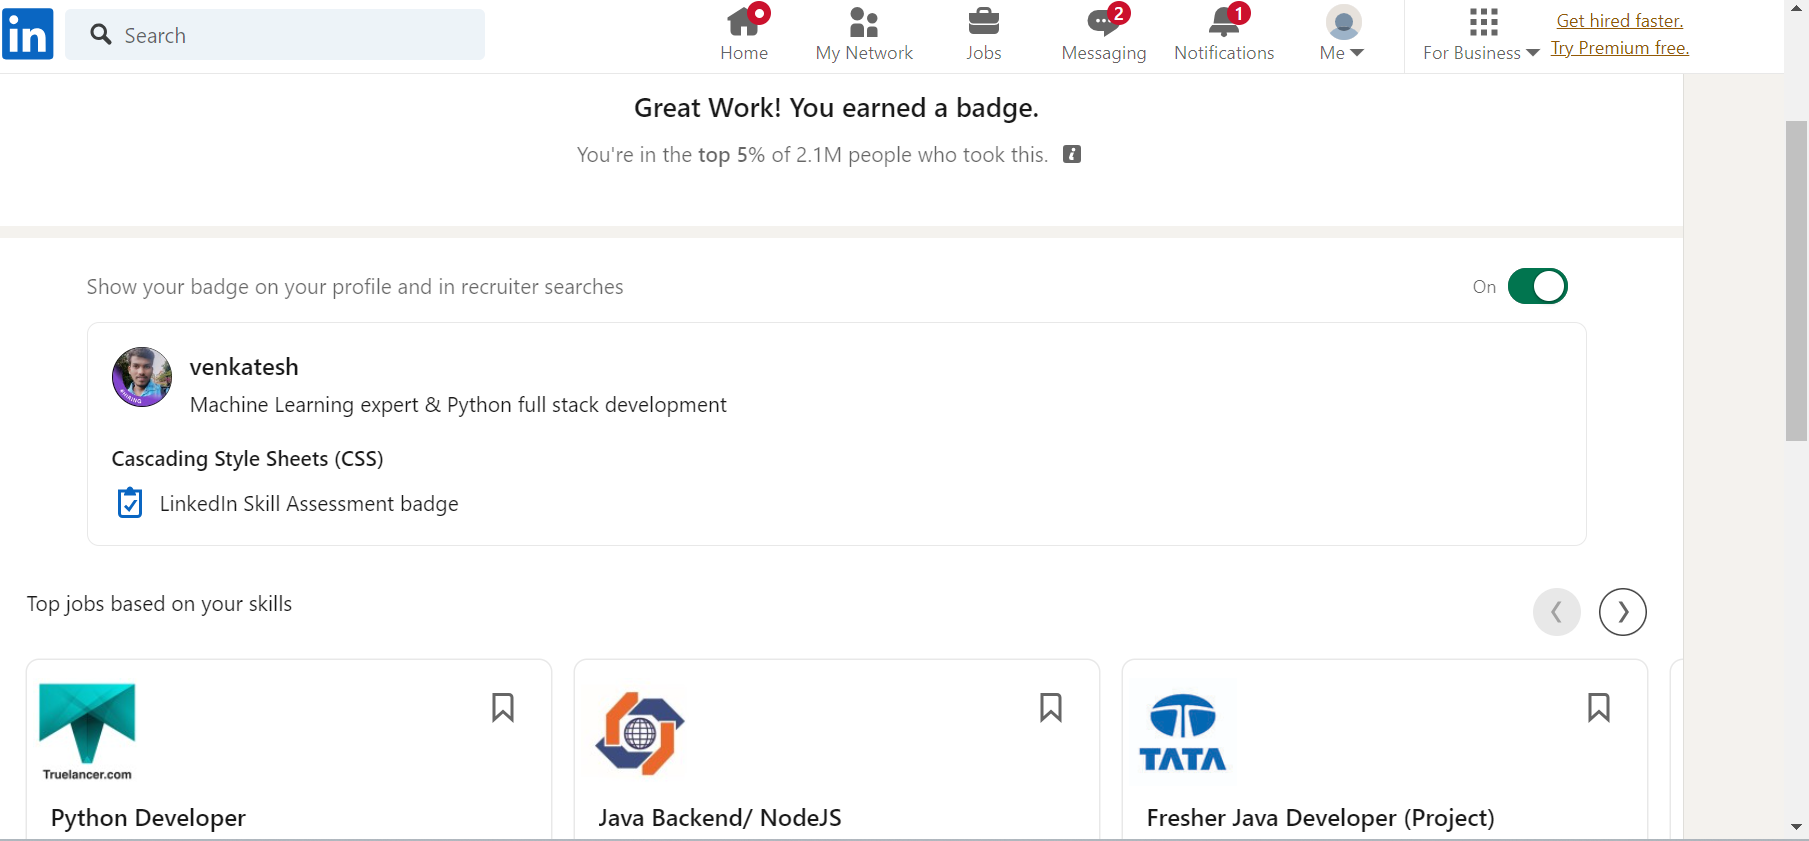 in
Search
Home
My Network
Jobs
2
Messaging
1
Notifications
Me
For Business
Get hired faster.
Try Premium free.
Great Work! You earned a badge.
You're in the top 5% of 2.1M people who took this. i
Show your badge on your profile and in recruiter searches
On
venkatesh
#HIRING
Machine Learning expert & Python full stack development
Cascading Style Sheets (CSS)
LinkedIn Skill Assessment badge
Top jobs based on your skills
Truelancer.com
Python Developer
Java Backend/ NodeJS
TATA
Fresher Java Developer (Project)